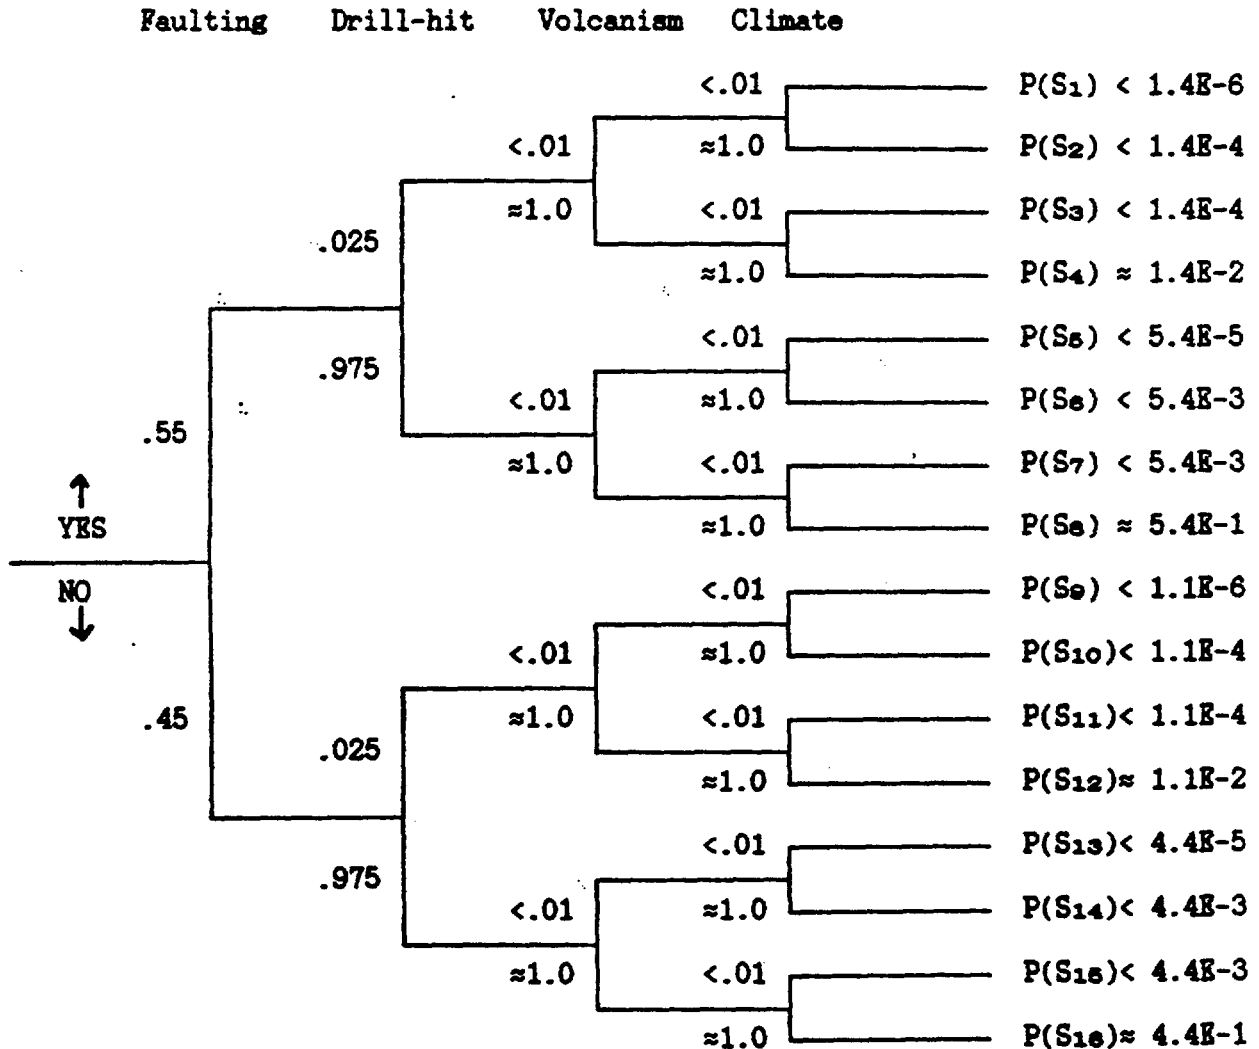 Faulting Drill-hit Volcanism Climate
<.01 P(S₁) < 1.4E-6
<.01 ≈1.0 P(S₂) < 1.4E-4
≈1.0 <.01 P(S₃) < 1.4E-4
.025
≈1.0 P(S₄) ≈ 1.4E-2
<.01 P(S₅) < 5.4E-5
.975
<.01 ≈1.0 P(S₆) < 5.4E-3
.55
≈1.0 <.01 P(S₇) < 5.4E-3
↑
YES ≈1.0 P(S₈) ≈ 5.4E-1
NO <.01 P(S₉) < 1.1E-6
↓
<.01 ≈1.0 P(S₁₀)< 1.1E-4
.45 ≈1.0 <.01 P(S₁₁)< 1.1E-4
.025
≈1.0 P(S₁₂)≈ 1.1E-2
<.01 P(S₁₃)< 4.4E-5
.975
<.01 ≈1.0 P(S₁₄)< 4.4E-3
≈1.0 <.01 P(S₁₅)< 4.4E-3
≈1.0 P(S₁₆)≈ 4.4E-1